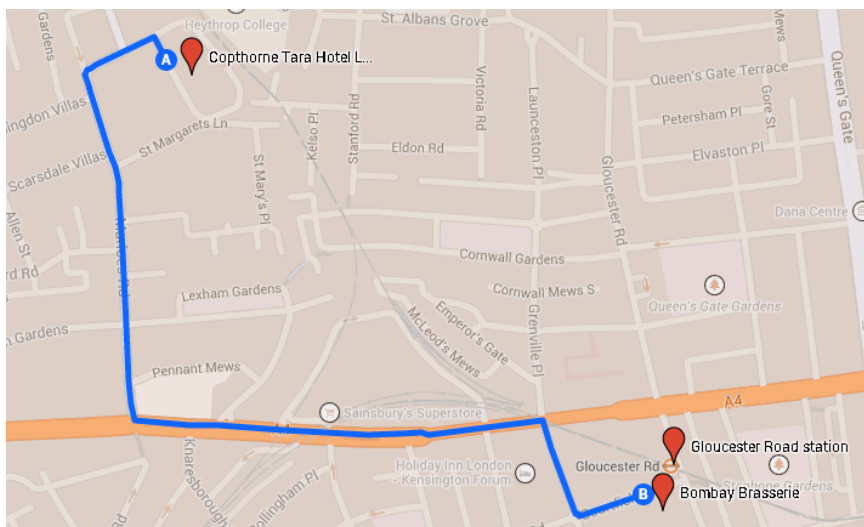 Heythrop College
St. Albans Grove
Mews
Gardens
A
Copthorne Tara Hotel L...
Queen's Gate Terrace
Queen's Gate
Gore St
Petersham Pl
Victoria Rd
Launceston Pl
Stanford Rd
Kelso Pl
ingdon Villas
St Margarets Ln
Eldon Rd
Elvaston Pl
Scarsdale Villas
St Mary's Pl
Gloucester Rd
Dana Centre
Allen St
Marloes Rd
Cornwall Gardens
rd Rd
Lexham Gardens
Cornwall Mews S
Queen's Gate Gardens
Emperor's Gate
McLeod's Mews
Grenville Pl
n Gardens
Pennant Mews
A4
Sainsbury's Superstore
A4
Knaresborough
ollingham Pl
Holiday Inn London
- Kensington Forum
Gloucester Rd
Gloucester Road station
B
Bombay Brasserie